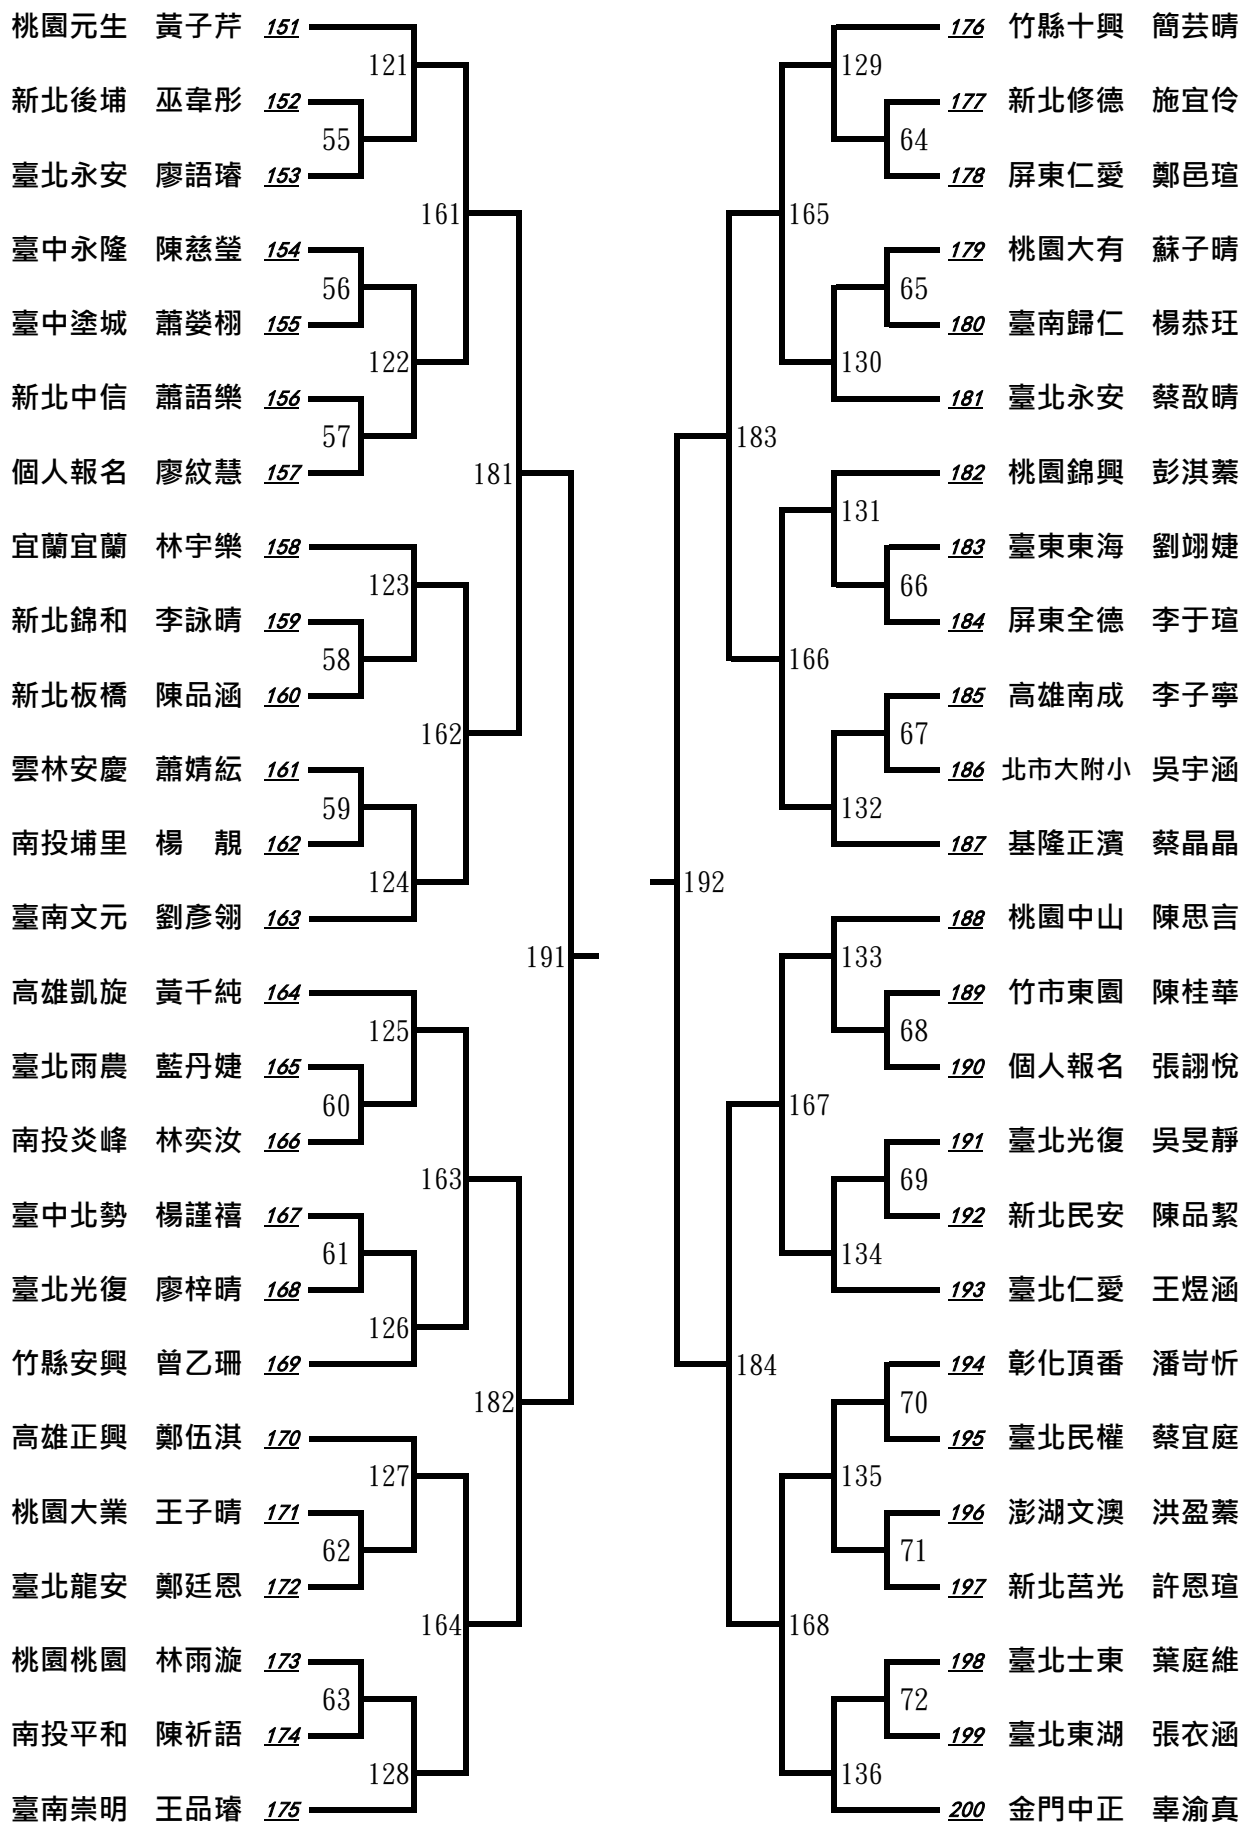 桃園元生 黃子芹 151
121
新北後埔 巫韋彤 152
55
臺北永安 廖語璿 153
161
臺中永隆 陳慈瑩 154
56
臺中塗城 蕭嫈栩 155
122
新北中信 蕭語樂 156
57
個人報名 廖紋慧 157
181
宜蘭宜蘭 林宇樂 158
123
新北錦和 李詠晴 159
58
新北板橋 陳品涵 160
162
雲林安慶 蕭婧紜 161
59
南投埔里 楊 靚 162
124
臺南文元 劉彥翎 163
191
高雄凱旋 黃千純 164
125
臺北雨農 藍丹婕 165
60
南投炎峰 林奕汝 166
163
臺中北勢 楊謹禧 167
61
臺北光復 廖梓晴 168
126
竹縣安興 曾乙珊 169
182
高雄正興 鄭伍淇 170
127
桃園大業 王子晴 171
62
臺北龍安 鄭廷恩 172
164
桃園桃園 林雨漩 173
63
南投平和 陳祈語 174
128
臺南崇明 王品璿 175
176 竹縣十興 簡芸晴
129
177 新北修德 施宜伶
64
178 屏東仁愛 鄭邑瑄
165
179 桃園大有 蘇子晴
65
180 臺南歸仁 楊恭玨
130
181 臺北永安 蔡敔晴
183
182 桃園錦興 彭淇蓁
131
183 臺東東海 劉翊婕
66
184 屏東全德 李于瑄
166
185 高雄南成 李子寧
67
186 北市大附小 吳宇涵
132
187 基隆正濱 蔡晶晶
192
188 桃園中山 陳思言
133
189 竹市東園 陳桂華
68
190 個人報名 張詡悅
167
191 臺北光復 吳旻靜
69
192 新北民安 陳品絜
134
193 臺北仁愛 王煜涵
184
194 彰化頂番 潘岢忻
70
195 臺北民權 蔡宜庭
135
196 澎湖文澳 洪盈蓁
71
197 新北莒光 許恩瑄
168
198 臺北士東 葉庭維
72
199 臺北東湖 張衣涵
136
200 金門中正 辜渝真